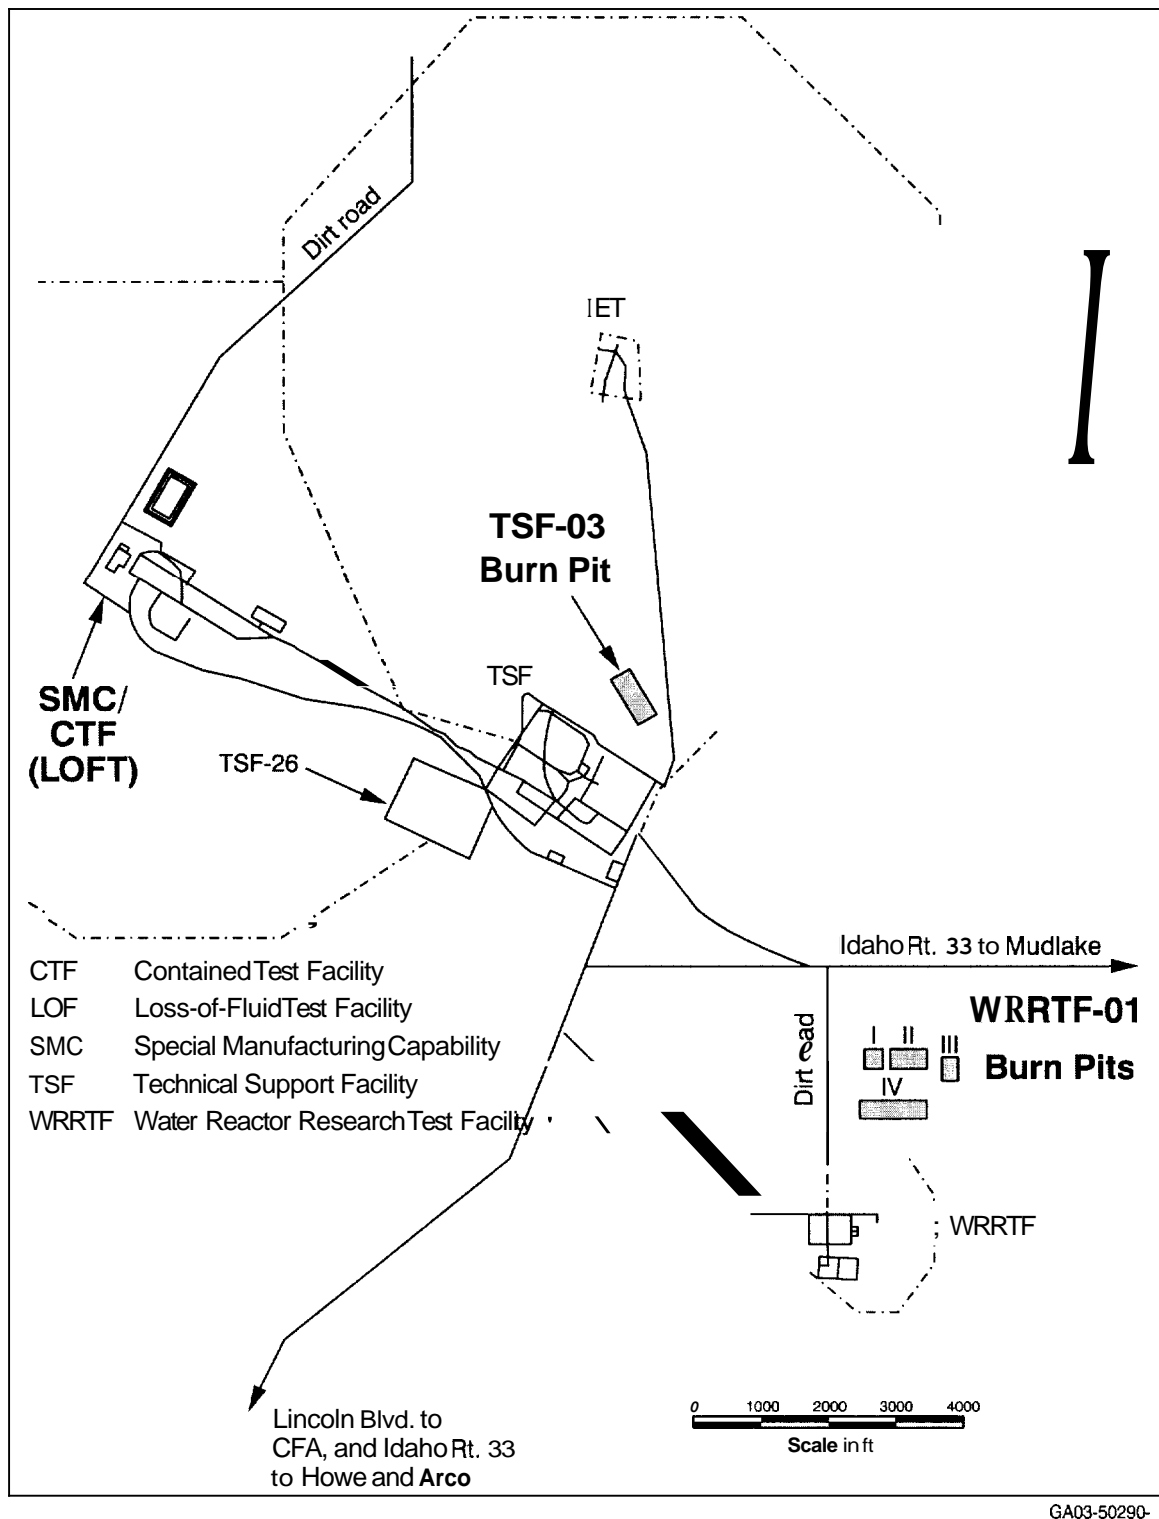 Dirt road
IET
TSF-03
Burn Pit
TSF
SMC/
CTF
(LOFT)
TSF-26
Idaho Rt. 33 to Mudlake
CTF Contained Test Facility
LOF Loss-of-Fluid Test Facility
SMC Special Manufacturing Capability
TSF Technical Support Facility
WRRTF Water Reactor Research Test Facility
Dirt road
WRRTF-01
Burn Pits
I II III
IV
WRRTF
Lincoln Blvd. to
CFA, and Idaho Rt. 33
to Howe and Arco
0 1000 2000 3000 4000
Scale in ft
GA03-50290-